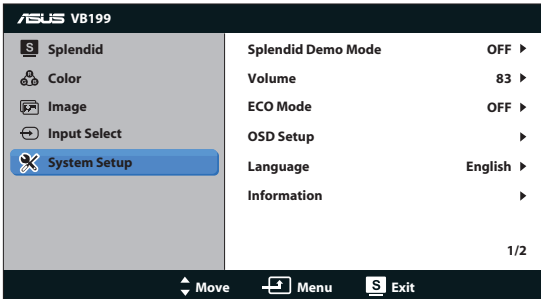 ASUS VB199
S Splendid
Color
Image
Input Select
System Setup
Splendid Demo Mode OFF
Volume 83
ECO Mode OFF
OSD Setup
Language English
Information
1/2
Move Menu S Exit